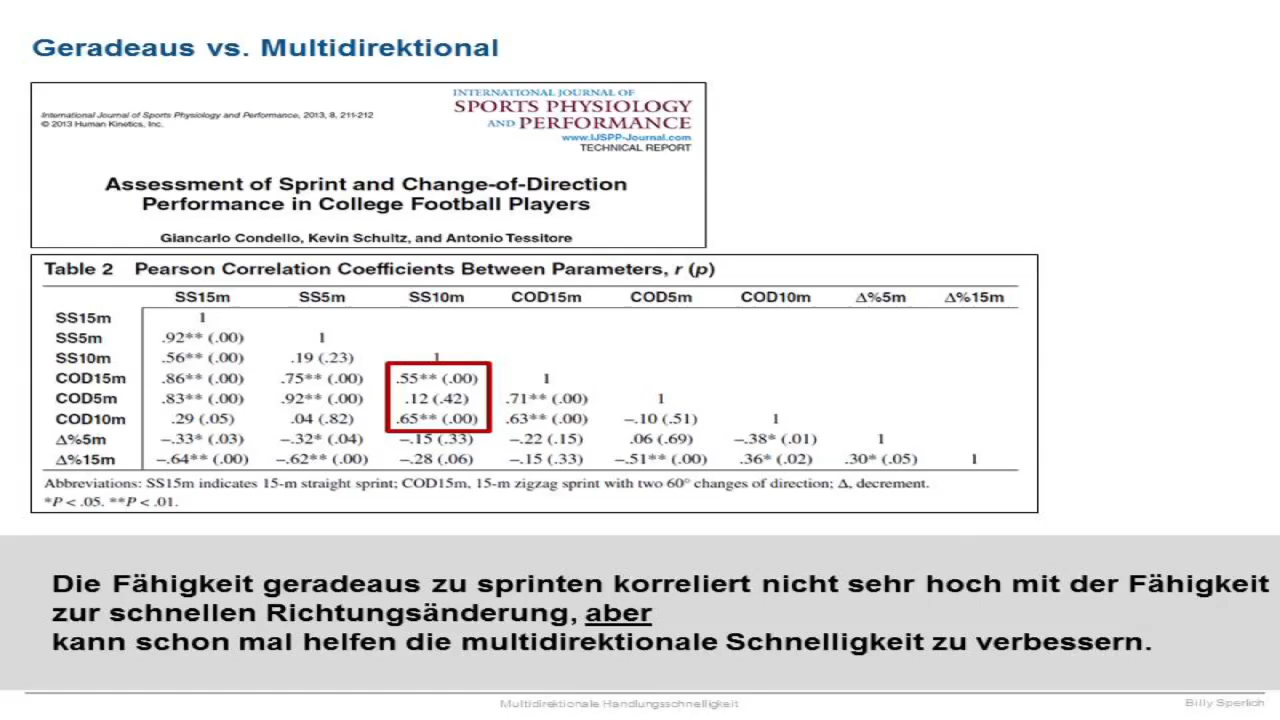 Geradeaus vs. Multidirektional
INTERNATIONAL JOURNAL OF
SPORTS PHYSIOLOGY
AND PERFORMANCE
www.IJSPP-Journal.com
TECHNICAL REPORT
International Journal of Sports Physiology and Performance, 2013, 8, 211-212
© 2013 Human Kinetics, Inc.
Assessment of Sprint and Change-of-Direction
Performance in College Football Players
Giancarlo Condello, Kevin Schultz, and Antonio Tessitore
Table 2 Pearson Correlation Coefficients Between Parameters, r (p)
SS15m SS5m SS10m COD15m COD5m COD10m Δ%5m Δ%15m
SS15m 1
SS5m .92** (.00) 1
SS10m .56** (.00) .19 (.23) 1
COD15m .86** (.00) .75** (.00) .55** (.00) 1
COD5m .83** (.00) .92** (.00) .12 (.42) .71** (.00) 1
COD10m .29 (.05) .04 (.82) .65** (.00) .63** (.00) –.10 (.51) 1
Δ%5m –.33* (.03) –.32* (.04) –.15 (.33) –.22 (.15) .06 (.69) –.38* (.01) 1
Δ%15m –.64** (.00) –.62** (.00) –.28 (.06) –.15 (.33) –.51** (.00) .36* (.02) .30* (.05) 1
Abbreviations: SS15m indicates 15-m straight sprint; COD15m, 15-m zigzag sprint with two 60° changes of direction; Δ, decrement.
*P < .05. **P < .01.
Die Fähigkeit geradeaus zu sprinten korreliert nicht sehr hoch mit der Fähigkeit
zur schnellen Richtungsänderung, aber
kann schon mal helfen die multidirektionale Schnelligkeit zu verbessern.
Multidirektionale Handlungsschnelligkeit
Billy Sperlich